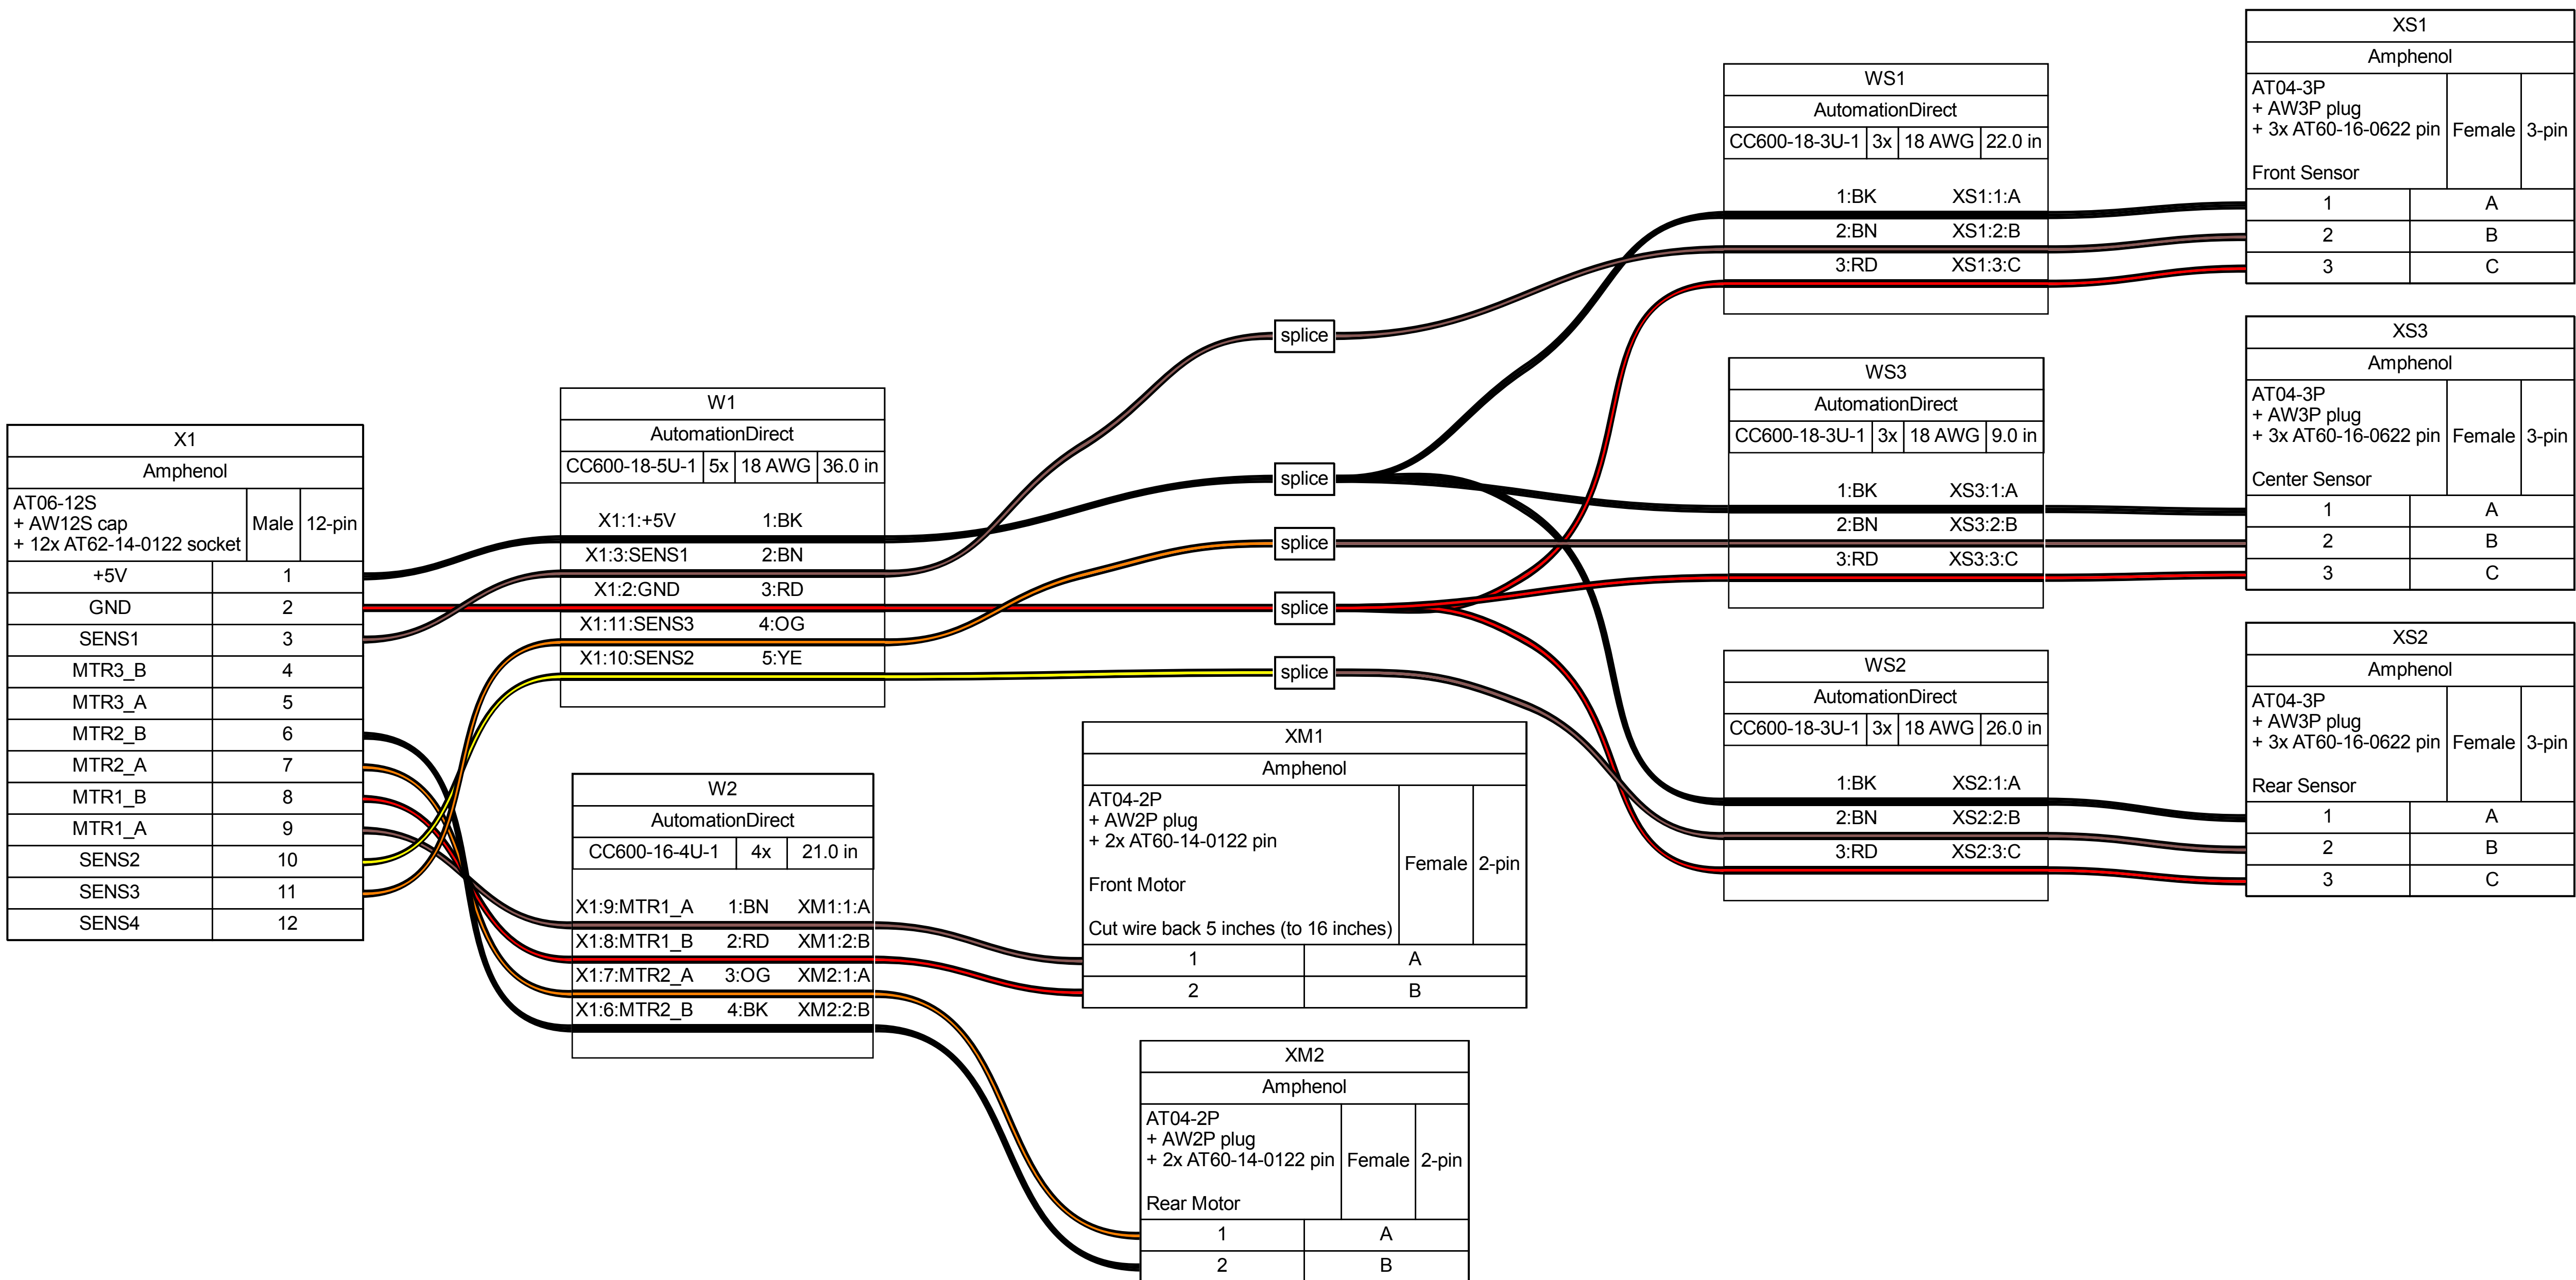 X1
Amphenol
AT06-12S
+ AW12S cap
+ 12x AT62-14-0122 socket
Male
12-pin
+5V 1
GND 2
SENS1 3
MTR3_B 4
MTR3_A 5
MTR2_B 6
MTR2_A 7
MTR1_B 8
MTR1_A 9
SENS2 10
SENS3 11
SENS4 12
W1
AutomationDirect
CC600-18-5U-1 5x 18 AWG 36.0 in
X1:1:+5V 1:BK
X1:3:SENS1 2:BN
X1:2:GND 3:RD
X1:11:SENS3 4:OG
X1:10:SENS2 5:YE
W2
AutomationDirect
CC600-16-4U-1 4x 21.0 in
X1:9:MTR1_A 1:BN XM1:1:A
X1:8:MTR1_B 2:RD XM1:2:B
X1:7:MTR2_A 3:OG XM2:1:A
X1:6:MTR2_B 4:BK XM2:2:B
splice
splice
splice
splice
splice
XM1
Amphenol
AT04-2P
+ AW2P plug
+ 2x AT60-14-0122 pin
Front Motor
Cut wire back 5 inches (to 16 inches)
Female
2-pin
1 A
2 B
XM2
Amphenol
AT04-2P
+ AW2P plug
+ 2x AT60-14-0122 pin
Rear Motor
Female
2-pin
1 A
2 B
WS1
AutomationDirect
CC600-18-3U-1 3x 18 AWG 22.0 in
1:BK XS1:1:A
2:BN XS1:2:B
3:RD XS1:3:C
WS3
AutomationDirect
CC600-18-3U-1 3x 18 AWG 9.0 in
1:BK XS3:1:A
2:BN XS3:2:B
3:RD XS3:3:C
WS2
AutomationDirect
CC600-18-3U-1 3x 18 AWG 26.0 in
1:BK XS2:1:A
2:BN XS2:2:B
3:RD XS2:3:C
XS1
Amphenol
AT04-3P
+ AW3P plug
+ 3x AT60-16-0622 pin
Front Sensor
Female
3-pin
1 A
2 B
3 C
XS3
Amphenol
AT04-3P
+ AW3P plug
+ 3x AT60-16-0622 pin
Center Sensor
Female
3-pin
1 A
2 B
3 C
XS2
Amphenol
AT04-3P
+ AW3P plug
+ 3x AT60-16-0622 pin
Rear Sensor
Female
3-pin
1 A
2 B
3 C